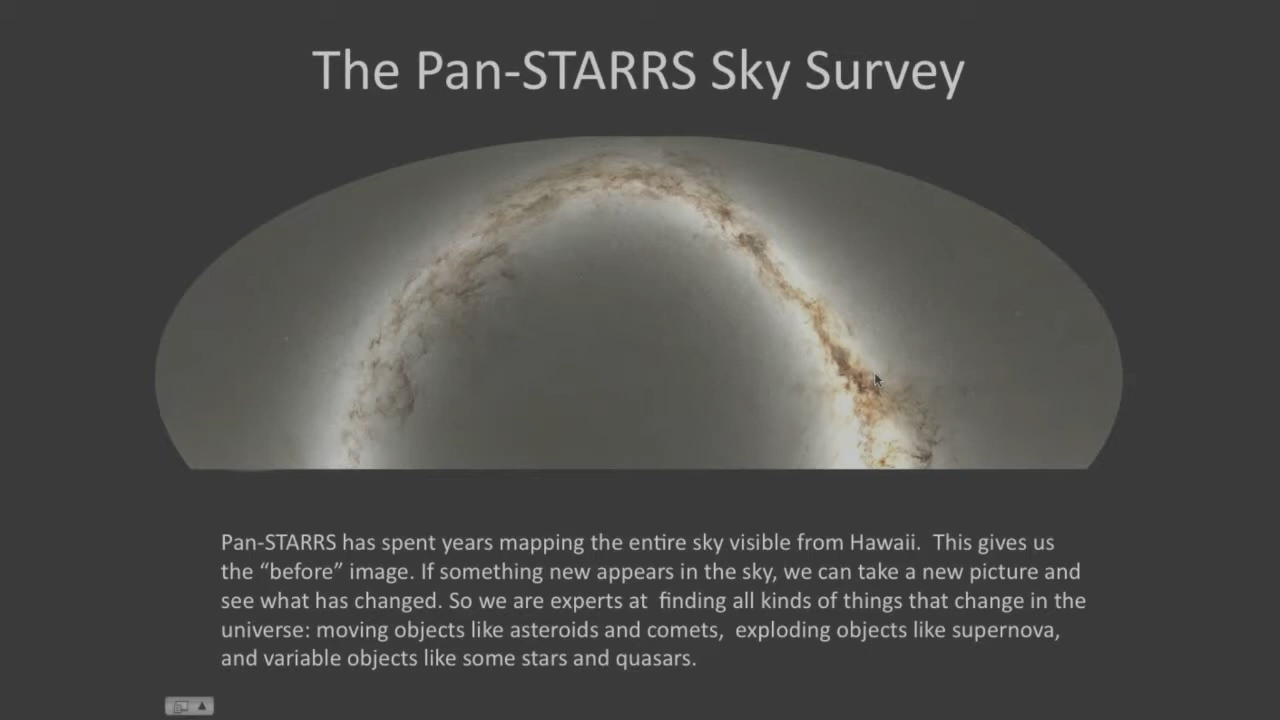 The Pan-STARRS Sky Survey
Pan-STARRS has spent years mapping the entire sky visible from Hawaii.  This gives us
the “before” image. If something new appears in the sky, we can take a new picture and
see what has changed. So we are experts at  finding all kinds of things that change in the
universe: moving objects like asteroids and comets,  exploding objects like supernova,
and variable objects like some stars and quasars.